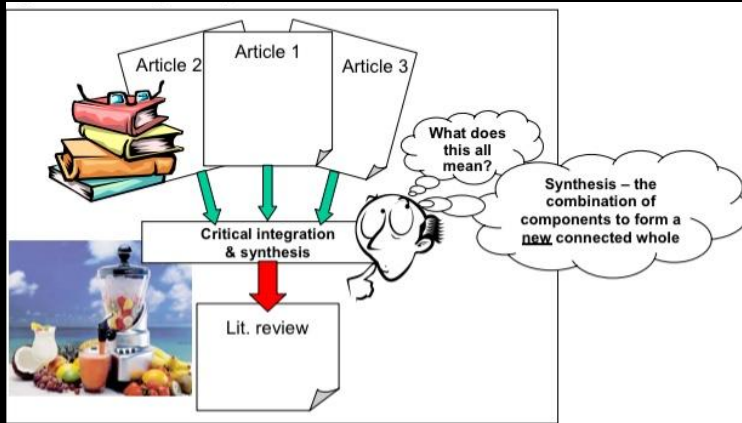 Article 2
Article 1
Article 3
What does
this all
mean?
Synthesis – the
combination of
components to form a
new connected whole
Critical integration
& synthesis
Lit. review